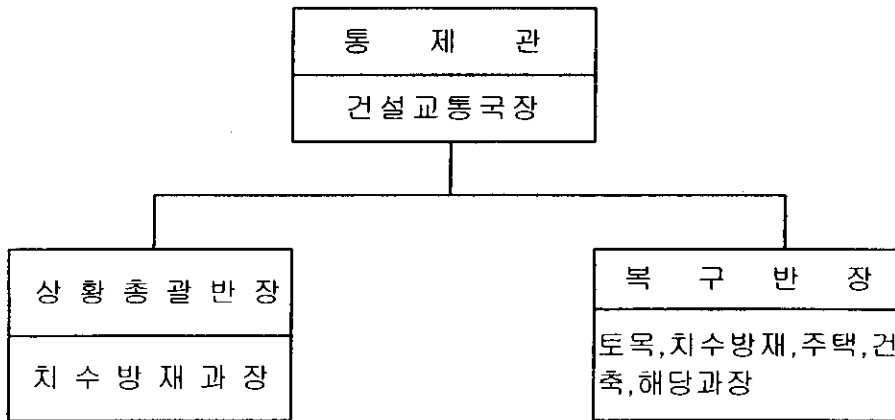 통 제 관
건설교통국장
상 황 총 괄 반 장
치 수 방 재 과 장
복 구 반 장
토목,치수방재,주택,건
축,해당과장